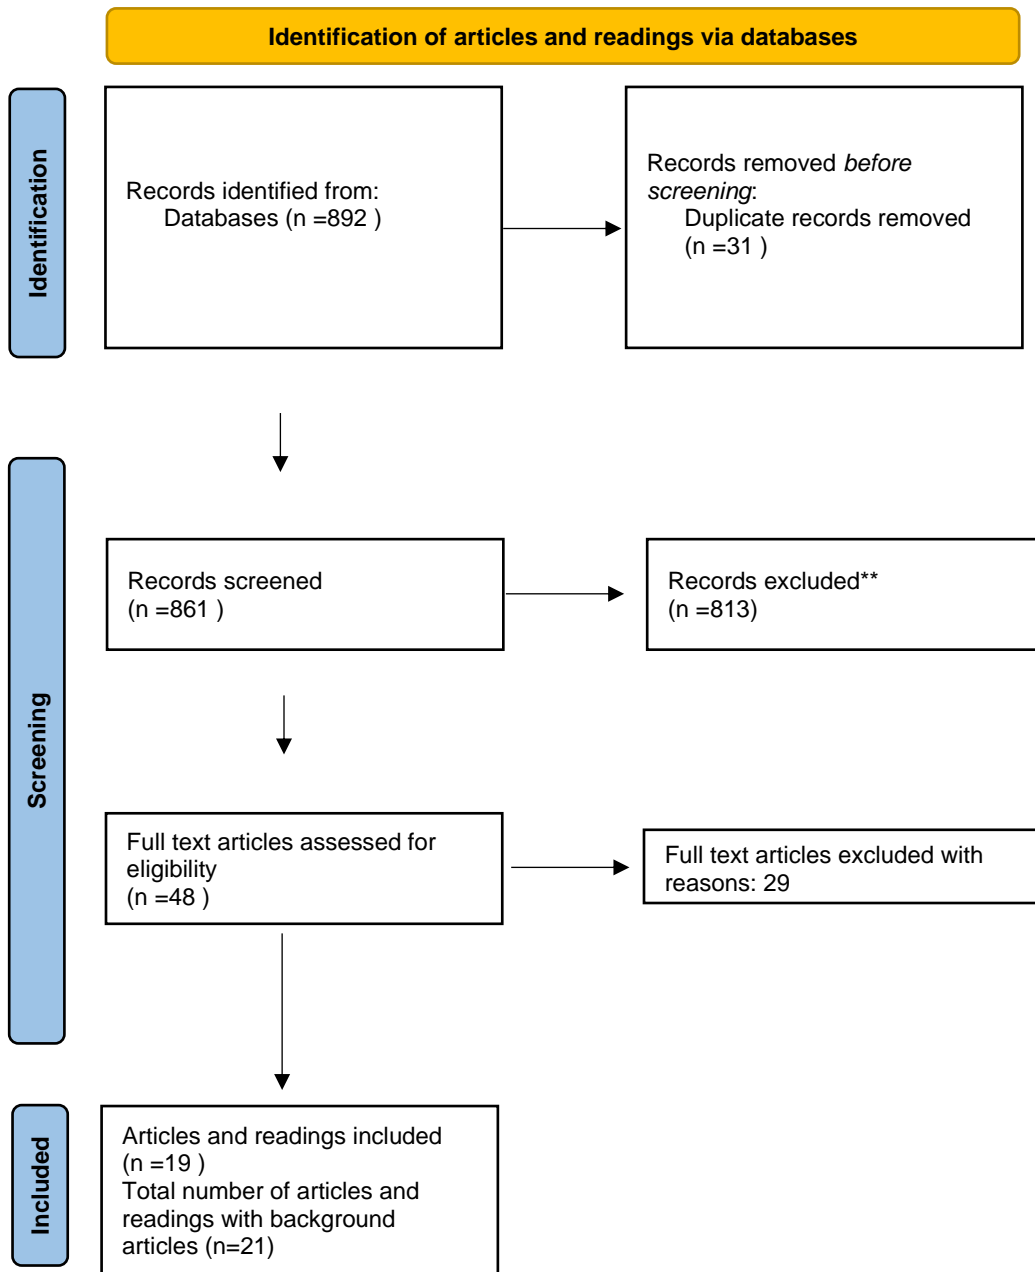 Identification of articles and readings via databases
Identification
Records identified from:
Databases (n =892 )
Records removed before
screening:
Duplicate records removed
(n =31 )
Screening
Records screened
(n =861 )
Records excluded**
(n =813)
Full text articles assessed for
eligibility
(n =48 )
Full text articles excluded with
reasons: 29
Included
Articles and readings included
(n =19 )
Total number of articles and
readings with background
articles (n=21)